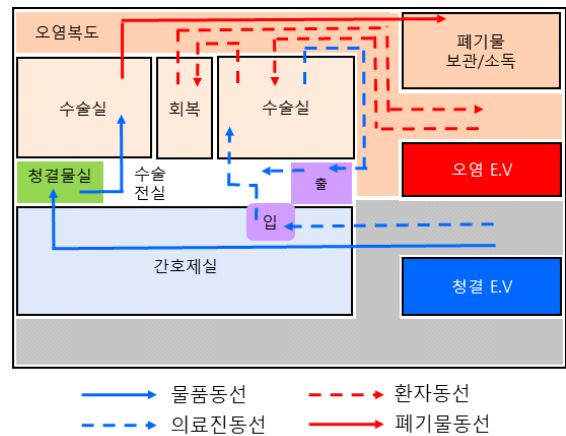 오염복도
폐기물
보관/소독
수술실
회복
수술실
오염 E.V
청결물실
수술
전실
출
입
간호제실
청결 E.V
물품동선
환자동선
의료진동선
폐기물동선